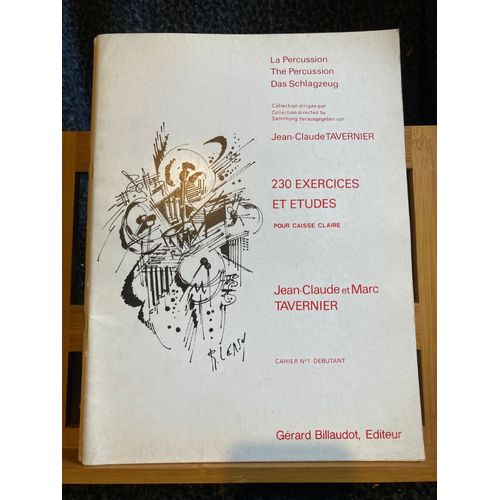 La Percussion
The Percussion
Das Schlagzeug
Collection dirigée par
Collection directed by
Sammlung herausgegeben von
Jean-Claude TAVERNIER
230 EXERCICES
ET ETUDES
POUR CAISSE CLAIRE
Jean-Claude et Marc
TAVERNIER
CAHIER N°1 DEBUTANT
Gérard Billaudot, Editeur